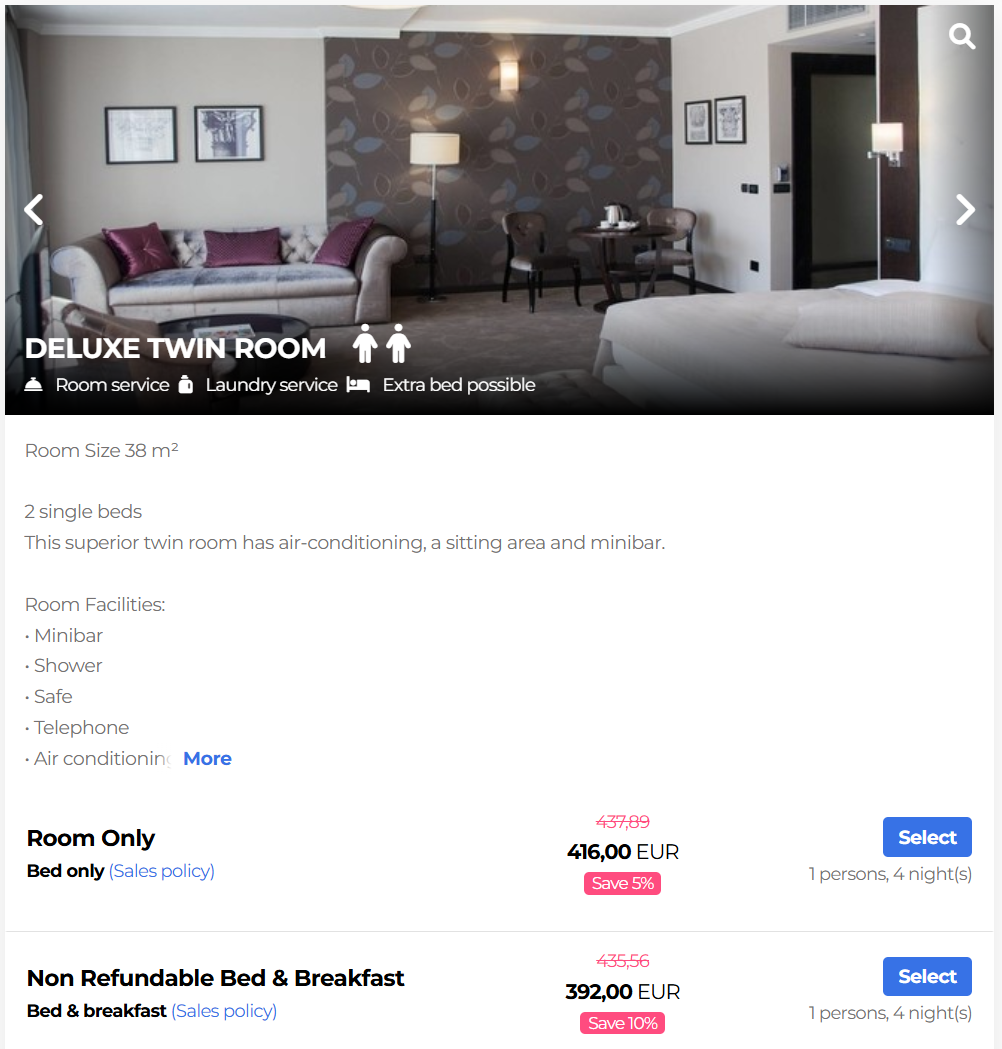 DELUXE TWIN ROOM
Room service Laundry service Extra bed possible
Room Size 38 m²
2 single beds
This superior twin room has air-conditioning, a sitting area and minibar.
Room Facilities:
• Minibar
• Shower
• Safe
• Telephone
• Air conditioning More
Room Only
Bed only (Sales policy)
437,89
416,00 EUR
Save 5%
Select
1 persons, 4 night(s)
Non Refundable Bed & Breakfast
Bed & breakfast (Sales policy)
435,56
392,00 EUR
Save 10%
Select
1 persons, 4 night(s)